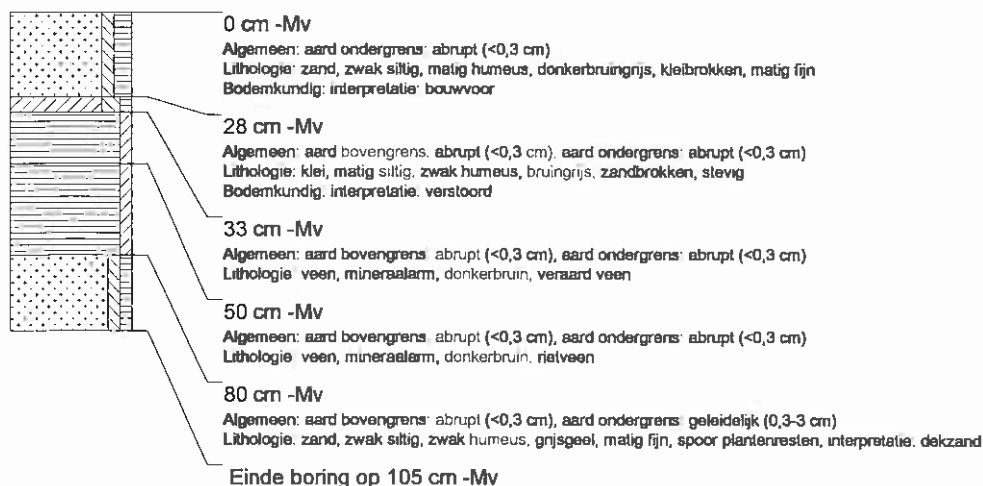 0 cm -Mv
Algemeen: aard ondergrens: abrupt (<0,3 cm)
Lithologie: zand, zwak siltig, matig humeus, donkerbruingrijs, kleibrokken, matig fijn
Bodemkundig: interpretatie: bouwvoor
28 cm -Mv
Algemeen: aard bovengrens: abrupt (<0,3 cm), aard ondergrens: abrupt (<0,3 cm)
Lithologie: klei, matig siltig, zwak humeus, bruingrijs, zandbrokken, stevig
Bodemkundig: interpretatie: verstoord
33 cm -Mv
Algemeen: aard bovengrens: abrupt (<0,3 cm), aard ondergrens: abrupt (<0,3 cm)
Lithologie: veen, mineraalarm, donkerbruin, veraard veen
50 cm -Mv
Algemeen: aard bovengrens: abrupt (<0,3 cm), aard ondergrens: abrupt (<0,3 cm)
Lithologie: veen, mineraalarm, donkerbruin, rietveen
80 cm -Mv
Algemeen: aard bovengrens: abrupt (<0,3 cm), aard ondergrens: geleidelijk (0,3-3 cm)
Lithologie: zand, zwak siltig, zwak humeus, grijsgeel, matig fijn, spoor plantenresten, interpretatie: dekzand
Einde boring op 105 cm -Mv